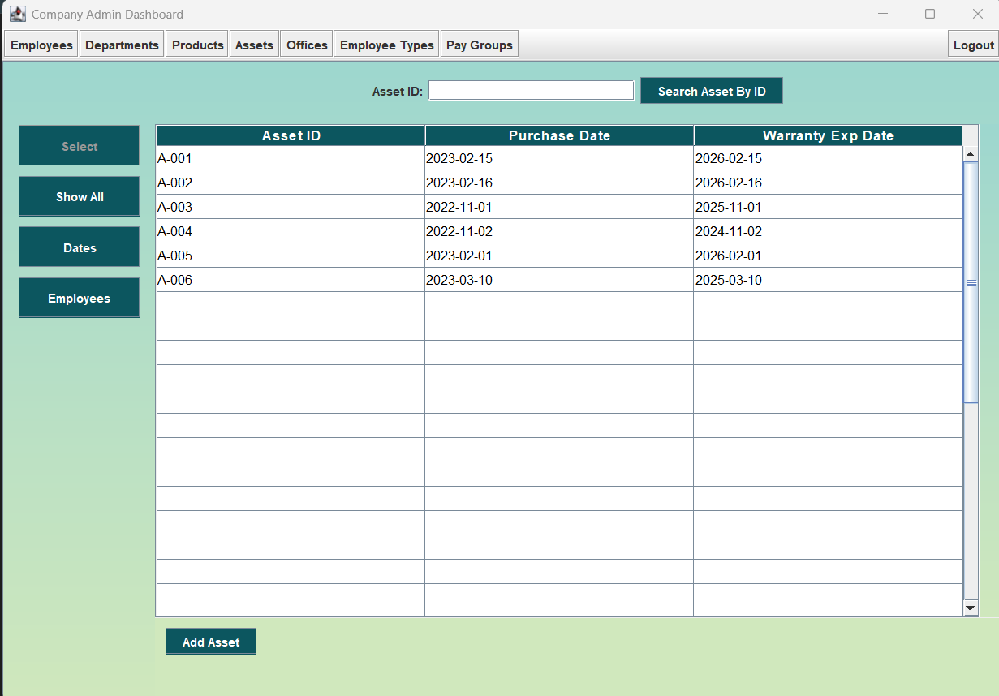 Company Admin Dashboard
Employees Departments Products Assets Offices Employee Types Pay Groups Logout
Asset ID: Search Asset By ID
Select
Show All
Dates
Employees
Asset ID Purchase Date Warranty Exp Date
A-001 2023-02-15 2026-02-15
A-002 2023-02-16 2026-02-16
A-003 2022-11-01 2025-11-01
A-004 2022-11-02 2024-11-02
A-005 2023-02-01 2026-02-01
A-006 2023-03-10 2025-03-10
Add Asset